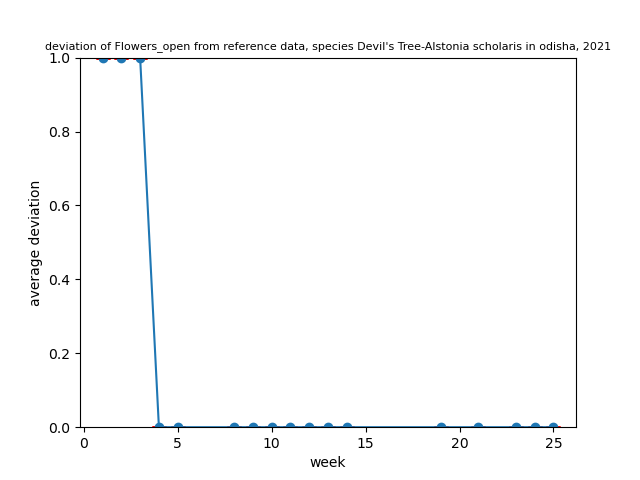 deviation of Flowers_open from reference data, species Devil's Tree-Alstonia scholaris in odisha, 2021
1.0
0.8
0.6
0.4
0.2
0.0
average deviation
0 5 10 15 20 25
week